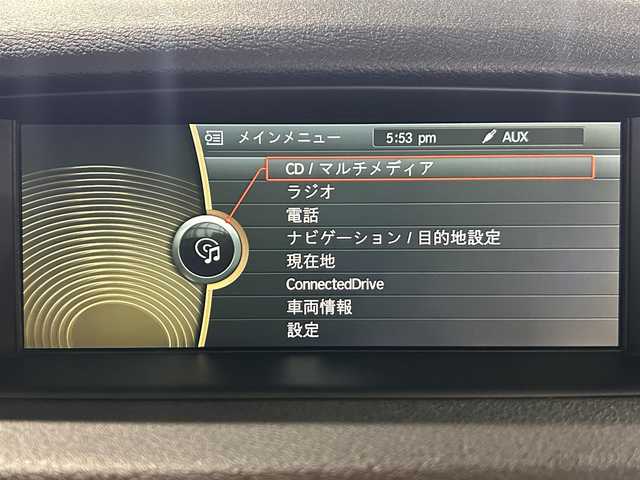 メインメニュー 5:53 pm AUX
CD / マルチメディア
ラジオ
電話
ナビゲーション / 目的地設定
現在地
ConnectedDrive
車両情報
設定